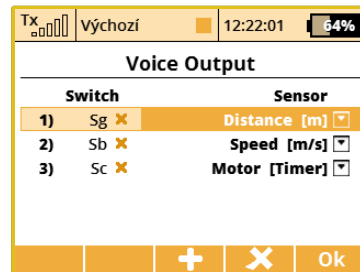 Tx Výchozí 12:22:01 64%
Voice Output
Switch Sensor
1) Sg Distance [m]
2) Sb Speed [m/s]
3) Sc Motor [Timer]
Ok